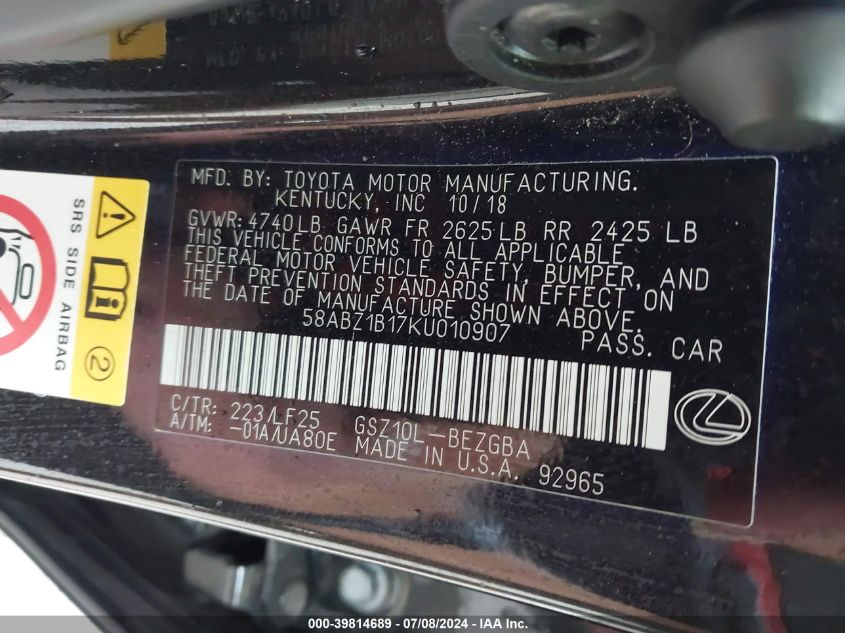 MFD. BY: TOYOTA MOTOR MANUFACTURING.
KENTUCKY, INC 10/18
GVWR: 4740 LB GAWR FR 2625 LB RR 2425 LB
THIS VEHICLE CONFORMS TO ALL APPLICABLE
FEDERAL MOTOR VEHICLE SAFETY, BUMPER, AND
THEFT PREVENTION STANDARDS IN EFFECT ON
THE DATE OF MANUFACTURE SHOWN ABOVE.
58ABZ1B17KU010907
PASS. CAR
C/TR: 223/LF25 GSZ10L-BEZGBA
A/TM: -01A/UA80E MADE IN U.S.A. 92965
SRS SIDE AIRBAG
2
000-39814689 - 07/08/2024 - IAA Inc.